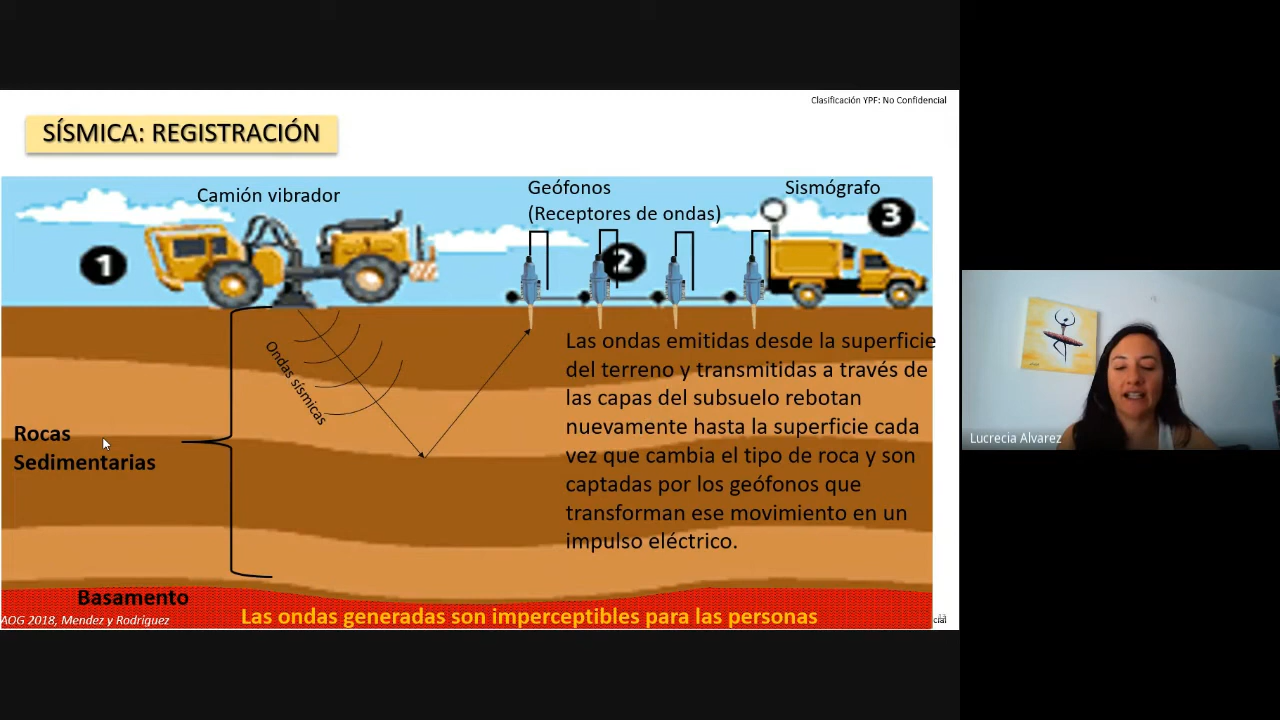 Clasificación YPF: No Confidencial
SÍSMICA: REGISTRACIÓN
Camión vibrador
Geófonos
(Receptores de ondas)
Sismógrafo
1
2
3
Ondas sísmicas
Las ondas emitidas desde la superficie
del terreno y transmitidas a través de
las capas del subsuelo rebotan
nuevamente hasta la superficie cada
vez que cambia el tipo de roca y son
captadas por los geófonos que
transforman ese movimiento en un
impulso eléctrico.
Rocas
Sedimentarias
Basamento
AOG 2018, Mendez y Rodriguez
Las ondas generadas son imperceptibles para las personas
cial
Lucrecia Alvarez